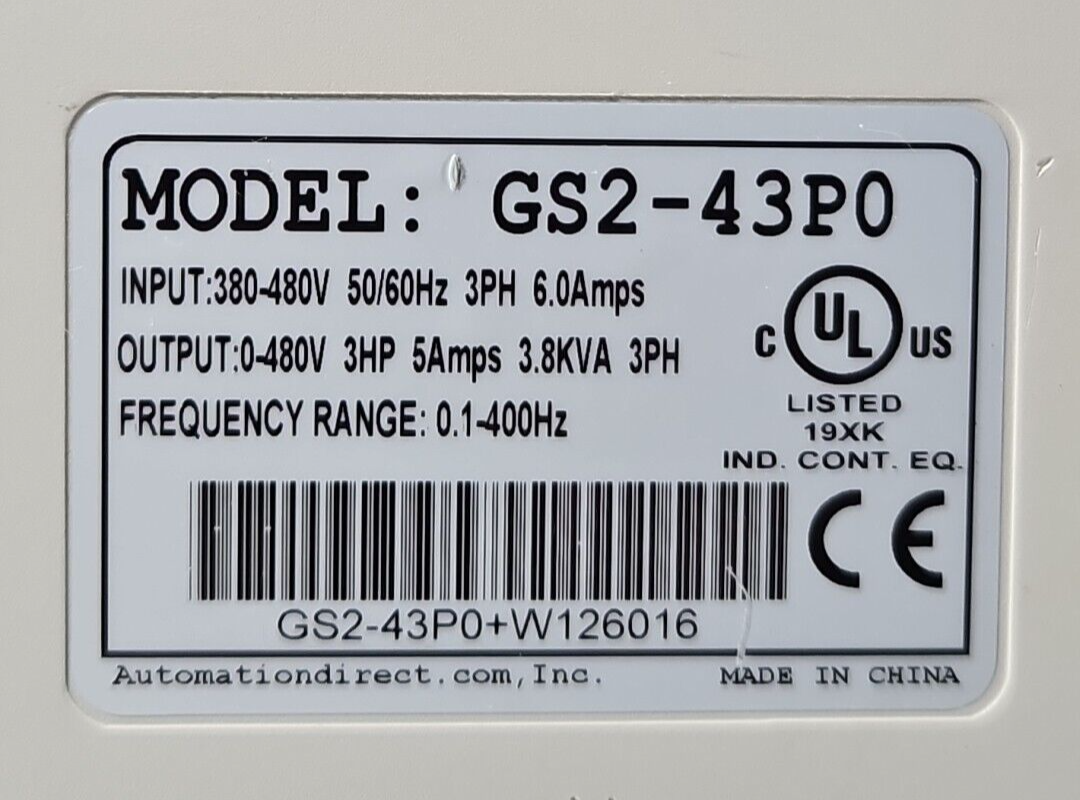 MODEL: GS2-43P0
INPUT:380-480V 50/60Hz 3PH 6.0Amps
OUTPUT:0-480V 3HP 5Amps 3.8KVA 3PH
FREQUENCY RANGE: 0.1-400Hz
C UL US
LISTED
19XK
IND. CONT. EQ.
CE
GS2-43P0+W126016
Automationdirect.com,Inc. MADE IN CHINA